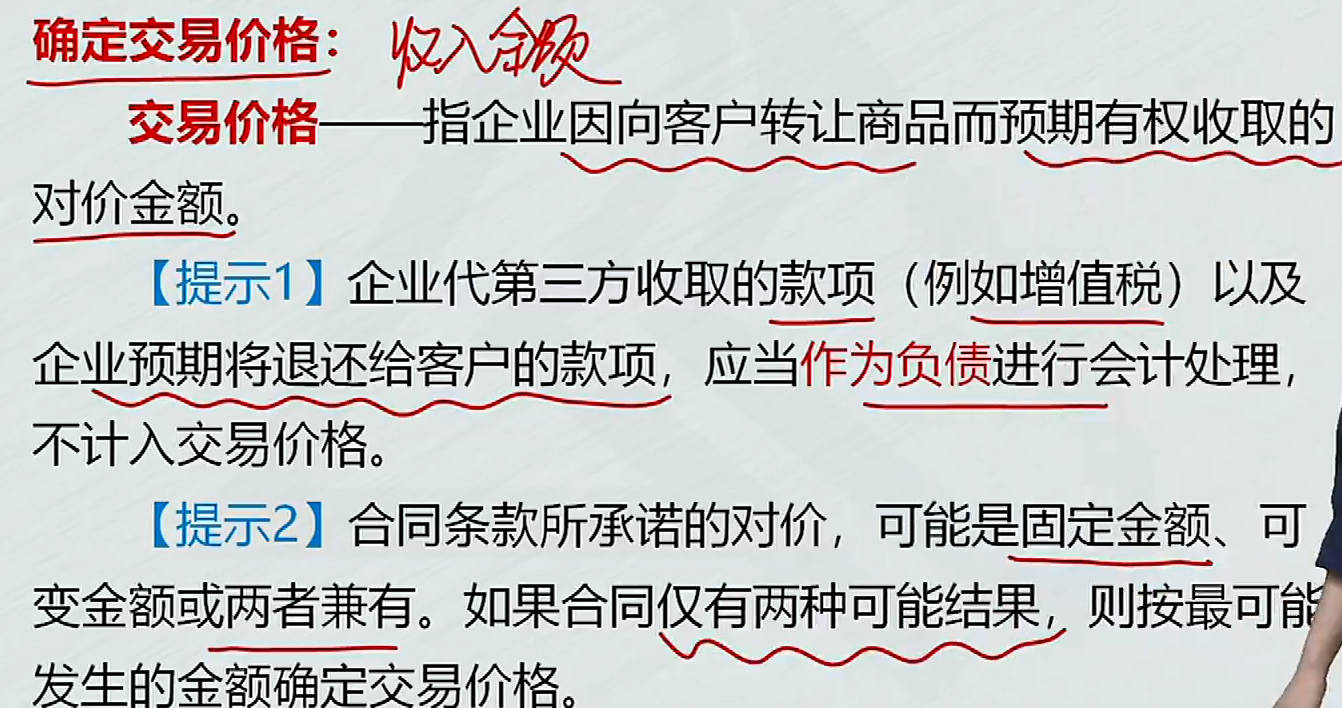 确定交易价格： 收入金额
交易价格——指企业因向客户转让商品而预期有权收取的
对价金额。
【提示1】企业代第三方收取的款项（例如增值税）以及
企业预期将退还给客户的款项，应当作为负债进行会计处理，
不计入交易价格。
【提示2】合同条款所承诺的对价，可能是固定金额、可
变金额或两者兼有。如果合同仅有两种可能结果，则按最可能
发生的金额确定交易价格。